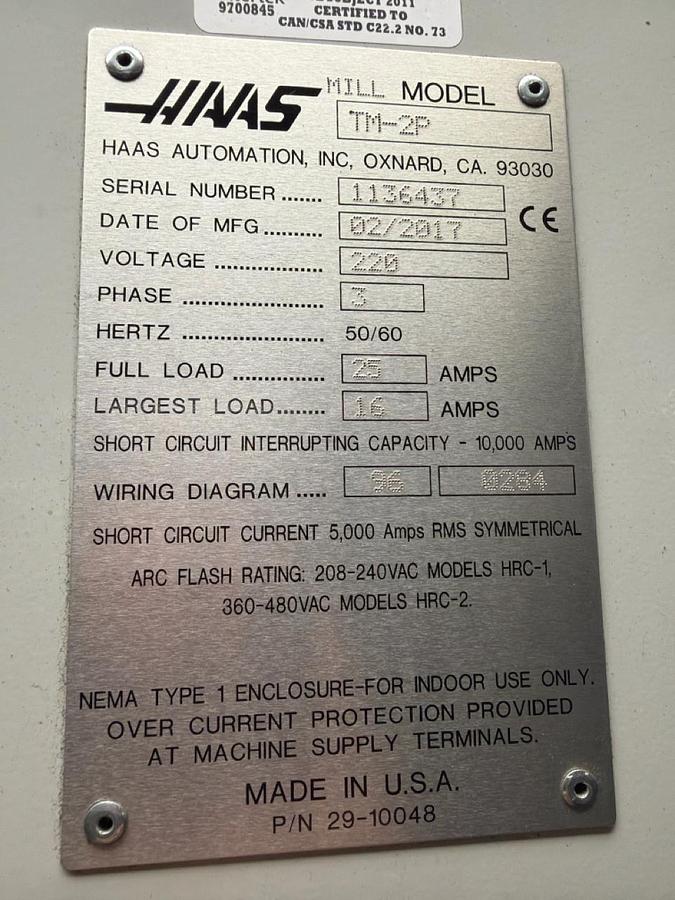 9700845
CERTIFIED TO
CAN/CSA STD C22.2 NO. 73
HAAS MILL MODEL
TM-2P
HAAS AUTOMATION, INC, OXNARD, CA. 93030
SERIAL NUMBER ....... 1136437
DATE OF MFG.......... 02/2017
CE
VOLTAGE ................... 220
PHASE ......................... 3
HERTZ ......................... 50/60
FULL LOAD ................ 25 AMPS
LARGEST LOAD........ 16 AMPS
SHORT CIRCUIT INTERRUPTING CAPACITY - 10,000 AMPS
WIRING DIAGRAM ..... 96 0284
SHORT CIRCUIT CURRENT 5,000 Amps RMS SYMMETRICAL
ARC FLASH RATING: 208-240VAC MODELS HRC-1,
360-480VAC MODELS HRC-2.
NEMA TYPE 1 ENCLOSURE-FOR INDOOR USE ONLY.
OVER CURRENT PROTECTION PROVIDED
AT MACHINE SUPPLY TERMINALS.
MADE IN U.S.A.
P/N 29-10048